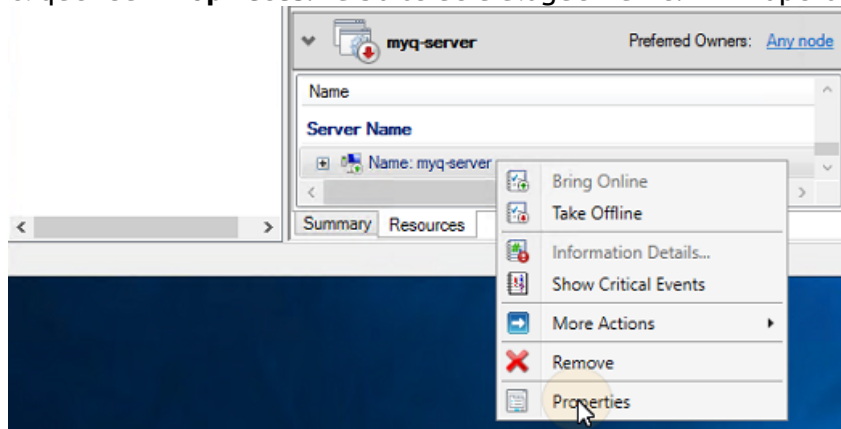 myq-server Preferred Owners: Any node
Name
Server Name
Name: myq-server
Bring Online
Take Offline
Summary Resources
Information Details...
Show Critical Events
More Actions
Remove
Properties